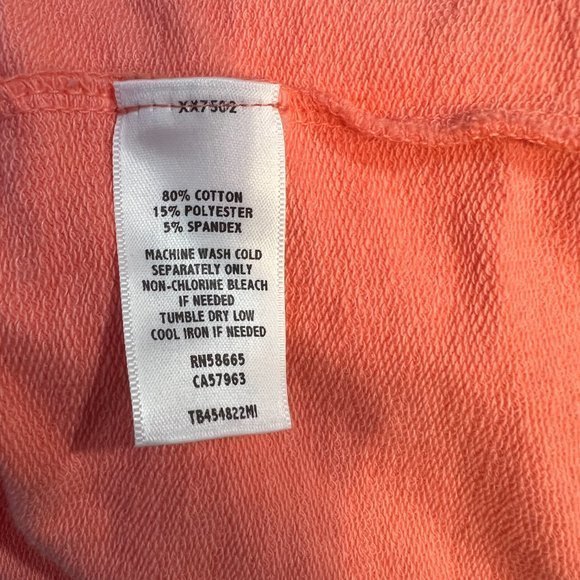 XX7502
80% COTTON
15% POLYESTER
5% SPANDEX
MACHINE WASH COLD
SEPARATELY ONLY
NON-CHLORINE BLEACH
IF NEEDED
TUMBLE DRY LOW
COOL IRON IF NEEDED
RN58665
CA57963
TB454822MI